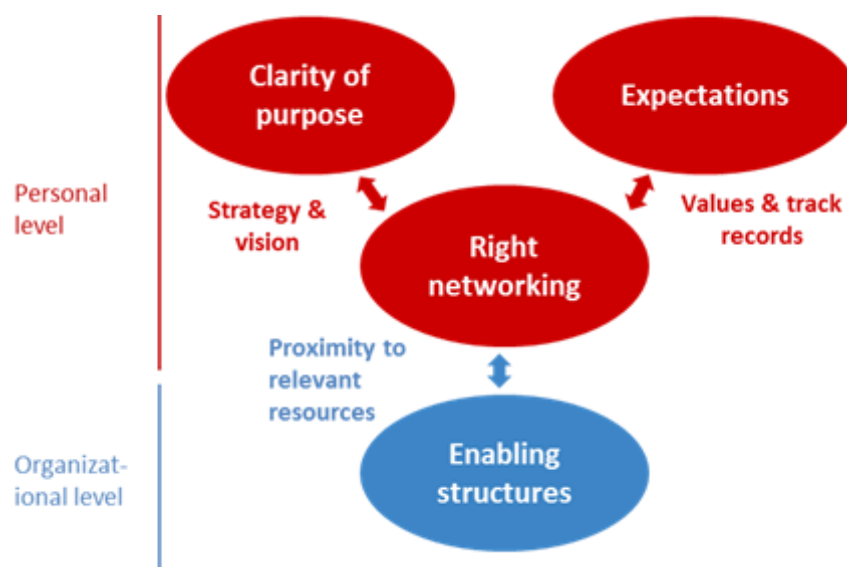 Clarity of
purpose
Expectations
Personal
level
Strategy &
vision
Values & track
records
Right
networking
Proximity to
relevant
resources
Organizat-
ional level
Enabling
structures